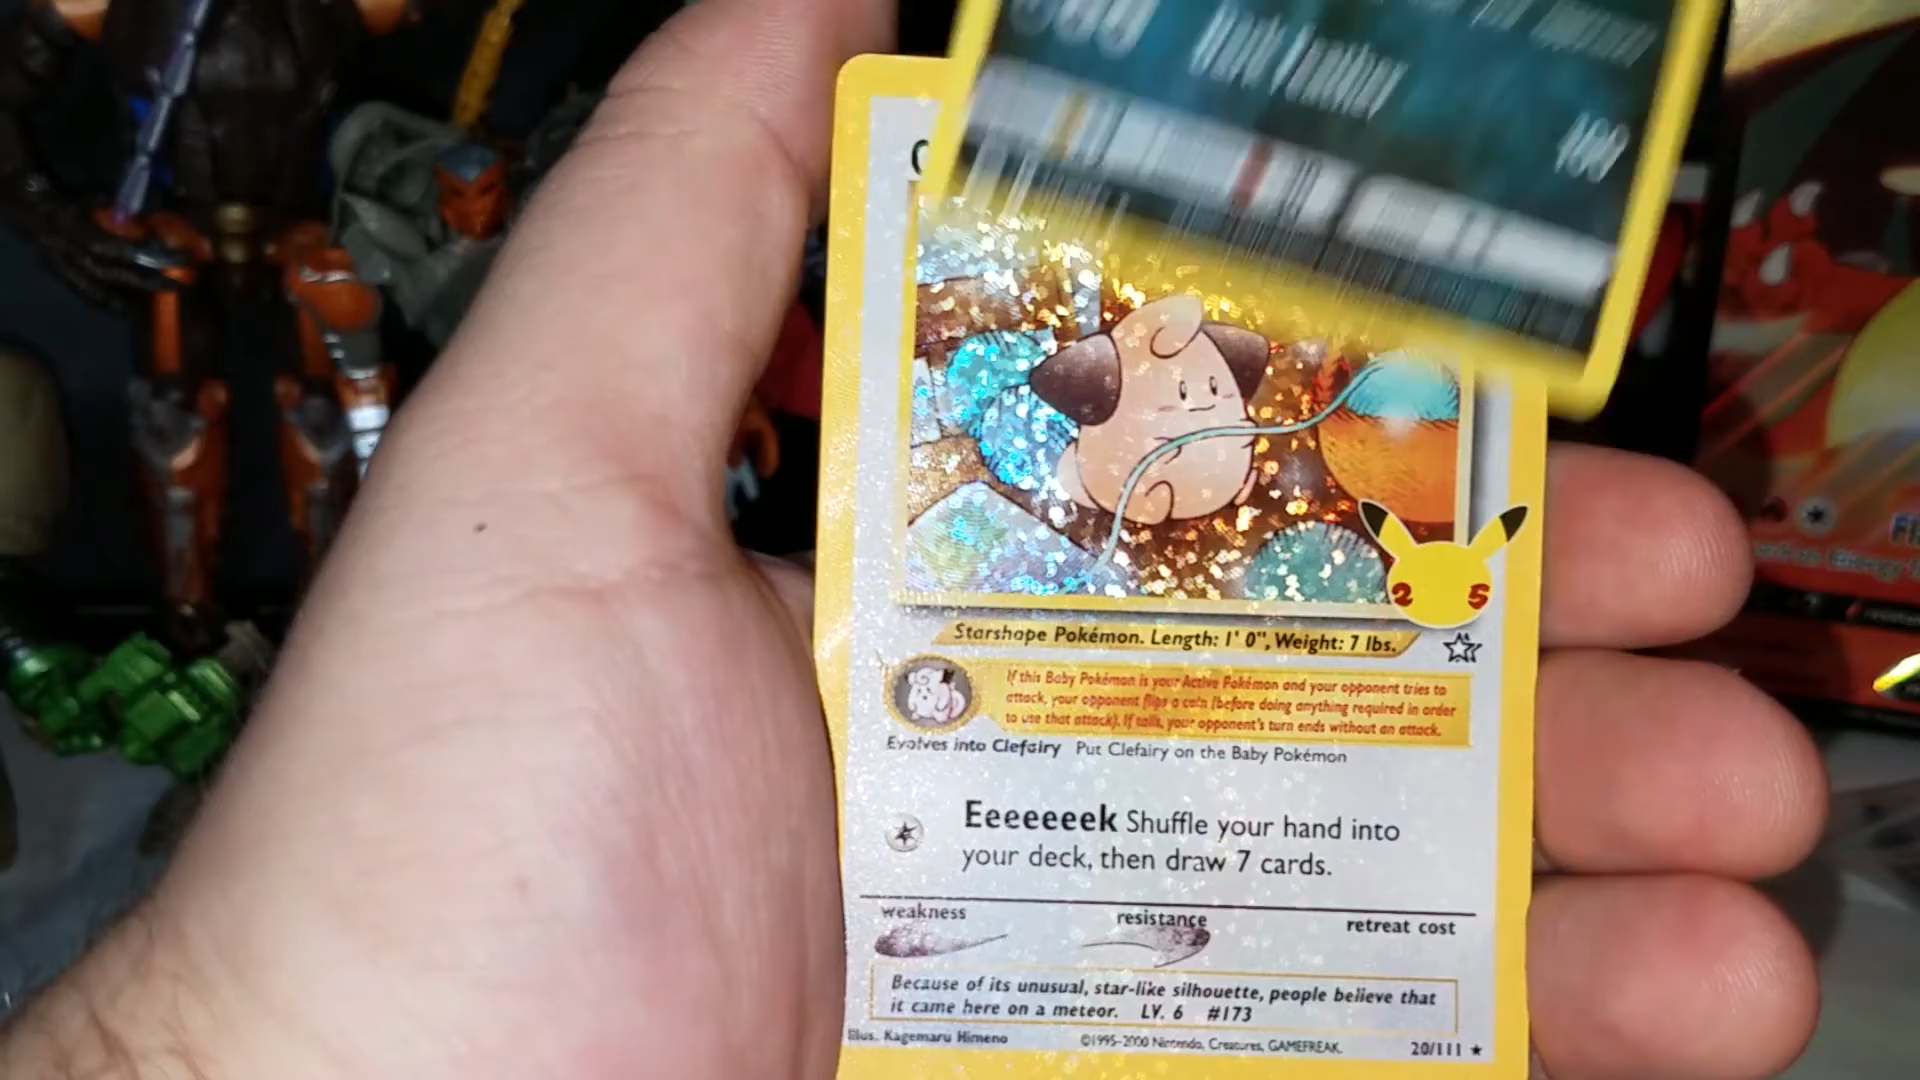 100
C
2 5
Starshape Pokémon. Length: 1' 0", Weight: 7 lbs.
If this Baby Pokémon is your Active Pokémon and your opponent tries to
attack, your opponent flips a coin (before doing anything required in order
to use that attack). If tails, your opponent's turn ends without an attack.
Evolves into Clefairy Put Clefairy on the Baby Pokémon
Eeeeeeek Shuffle your hand into
your deck, then draw 7 cards.
weakness resistance retreat cost
Because of its unusual, star-like silhouette, people believe that
it came here on a meteor. LV. 6 #173
Illus. Kagemaru Himeno ©1995-2000 Nintendo, Creatures, GAMEFREAK. 20/111 ★